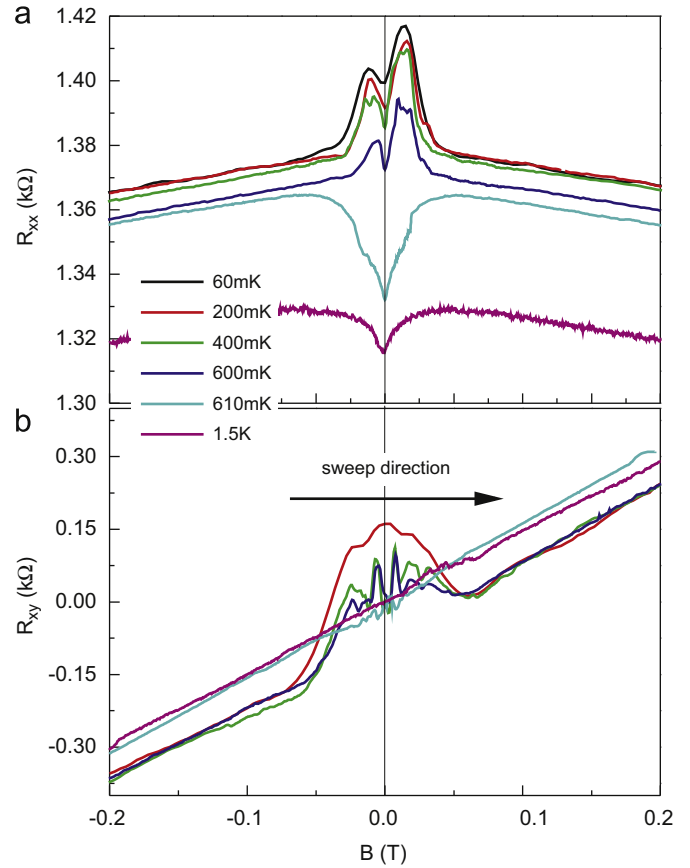 a
1.42
1.40
1.38
1.36
1.34
1.32
1.30
R_xx (kΩ)
60mK
200mK
400mK
600mK
610mK
1.5K
b
0.30
0.15
0.00
-0.15
-0.30
R_xy (kΩ)
sweep direction
-0.2 -0.1 0.0 0.1 0.2
B (T)